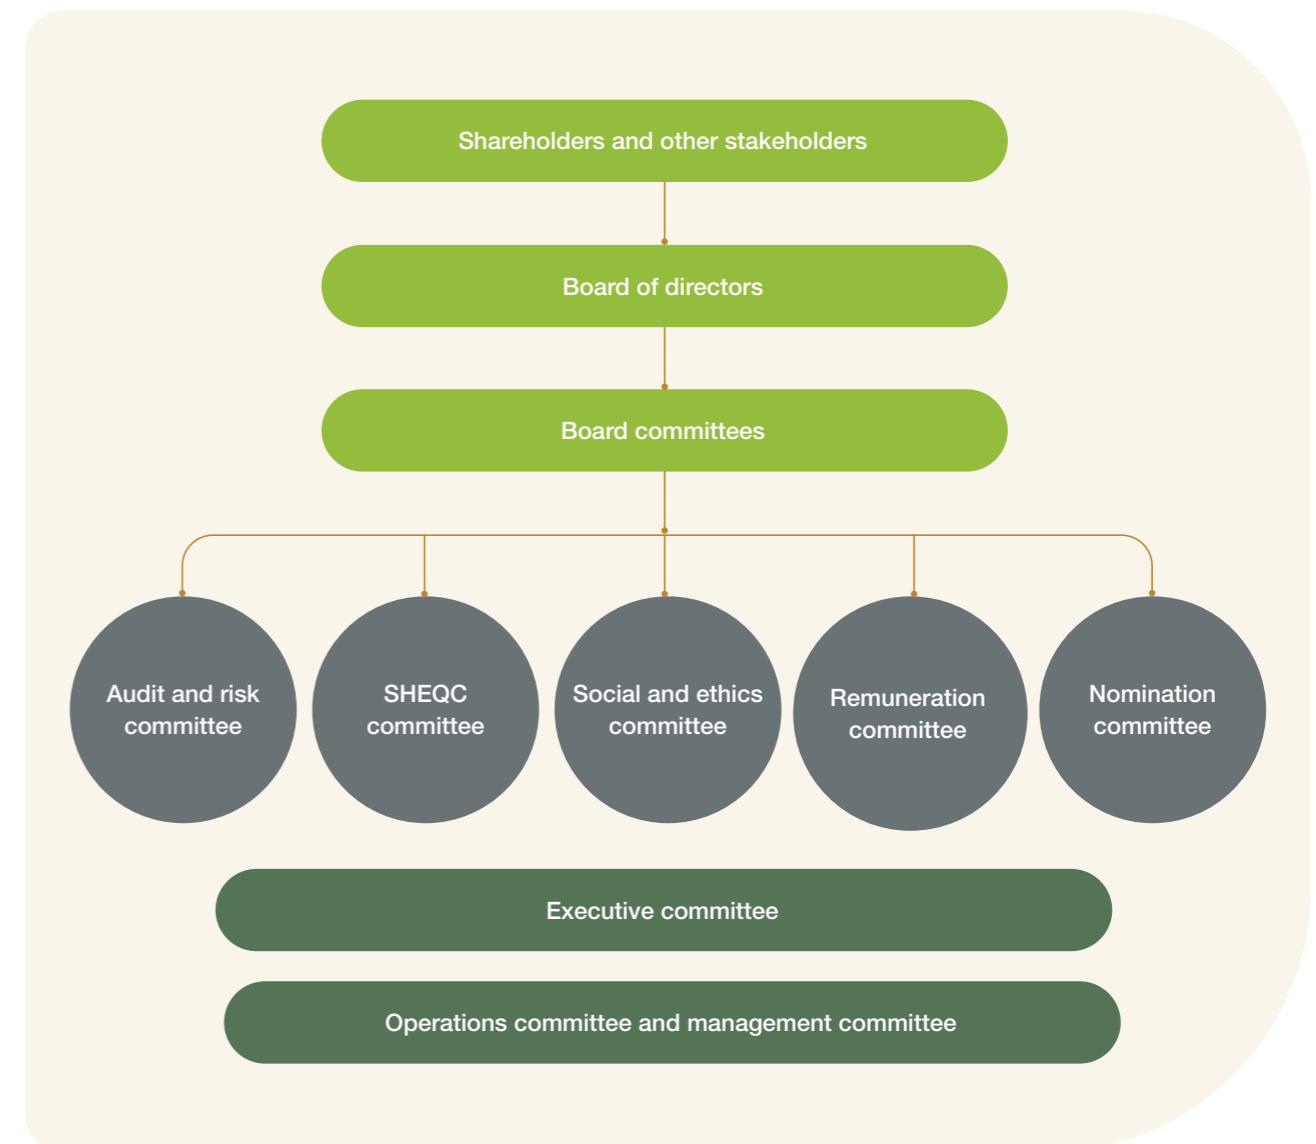 Shareholders and other stakeholders
Board of directors
Board committees
Audit and risk
committee
SHEQC
committee
Social and ethics
committee
Remuneration
committee
Nomination
committee
Executive committee
Operations committee and management committee